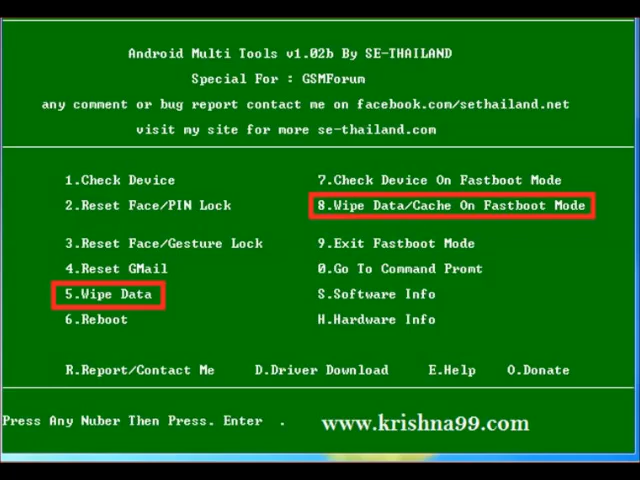 Android Multi Tools v1.02b By SE-THAILAND
Special For : GSMForum
any comment or bug report contact me on facebook.com/sethailand.net
visit my site for more se-thailand.com
1.Check Device
7.Check Device On Fastboot Mode
2.Reset Face/PIN Lock
8.Wipe Data/Cache On Fastboot Mode
3.Reset Face/Gesture Lock
9.Exit Fastboot Mode
4.Reset GMail
0.Go To Command Promt
5.Wipe Data
S.Software Info
6.Reboot
H.Hardware Info
R.Report/Contact Me D.Driver Download E.Help O.Donate
Press Any Nuber Then Press. Enter .
www.krishna99.com